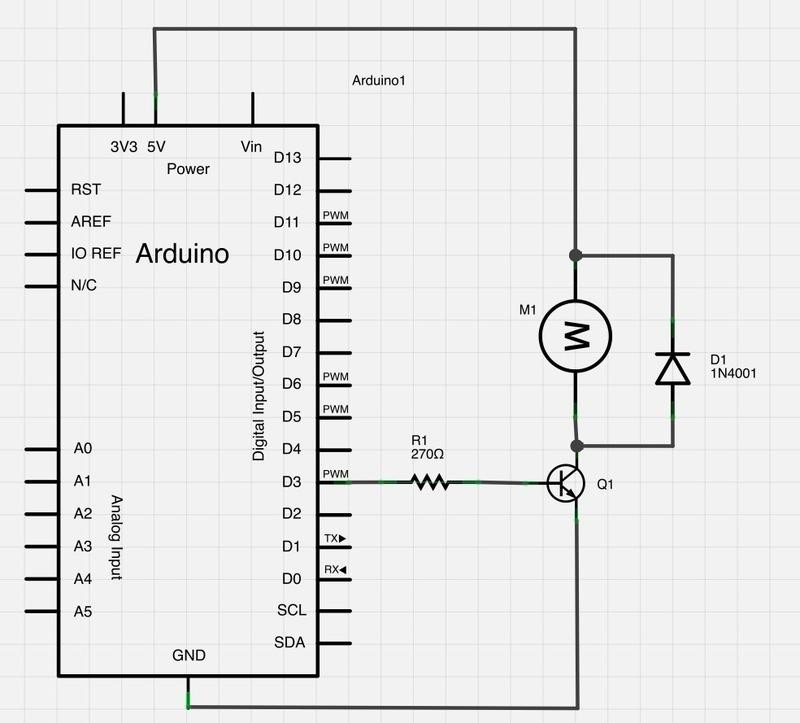 Arduino1
3V3 5V Vin
Power
D13
RST D12
AREF D11 PWM
IO REF Arduino D10 PWM
N/C D9 PWM
D8
D7
D6 PWM
D5 PWM
Digital Input/Output
M1
M
D1
1N4001
A0 D4
R1
270Ω
A1 D3 PWM
Q1
A2 D2
A3 D1 TX▶
A4 D0 RX◀
A5 SCL
Analog Input
SDA
GND